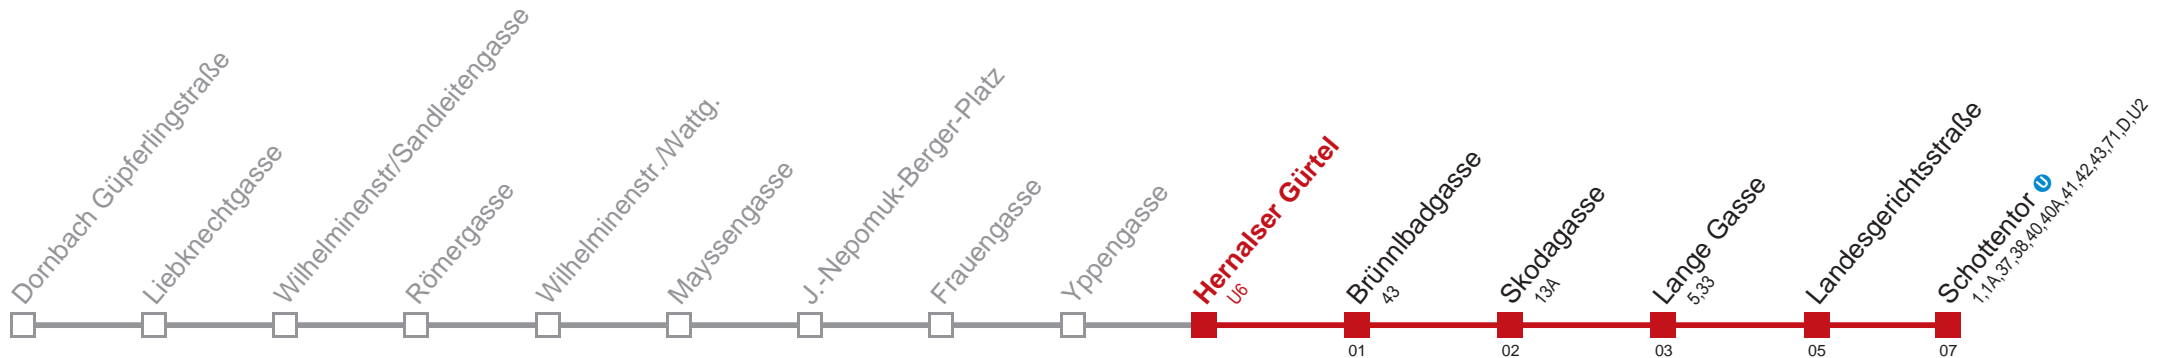 Dornbach Güpferlingstraße
Liebknechtgasse
Wilhelminenstr/Sandleitengasse
Römergasse
Wilhelminenstr./Wattg.
Mayssengasse
J.-Nepomuk-Berger-Platz
Frauengasse
Yppengasse
Hernalser Gürtel
U6
Brünnlbadgasse
43
Skodagasse
13A
Lange Gasse
5,33
Landesgerichtsstraße
Schottentor U
1,1A,37,38,40,40A,41,42,43,71,D,U2
01
02
03
05
07